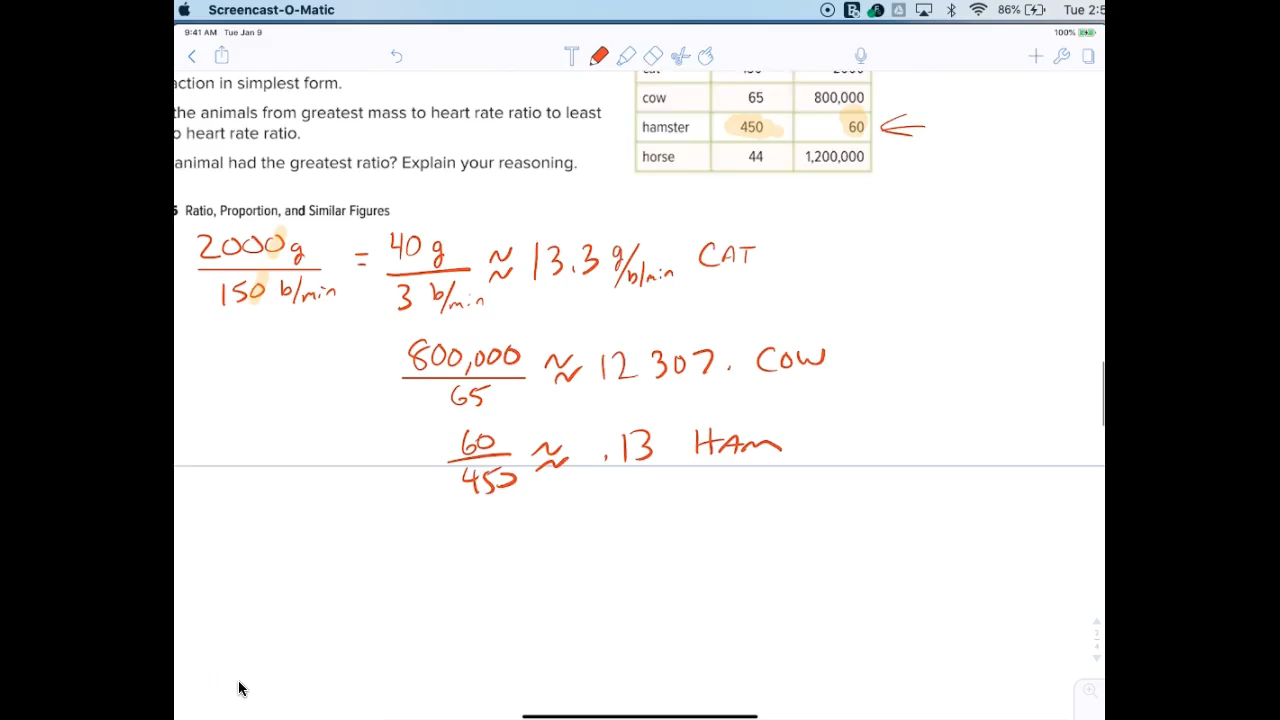 Screencast-O-Matic 86% Tue 2:5
9:41 AM Tue Jan 9 100%
T
action in simplest form.
cow 65 800,000
the animals from greatest mass to heart rate ratio to least
hamster 450 60
o heart rate ratio.
animal had the greatest ratio? Explain your reasoning.
horse 44 1,200,000
Ratio, Proportion, and Similar Figures
2000g / 150 b/min = 40 g / 3 b/min ≈ 13.3 g/b/min CAT
800,000 / 65 ≈ 12 307. COW
60 / 450 ≈ .13 HAM